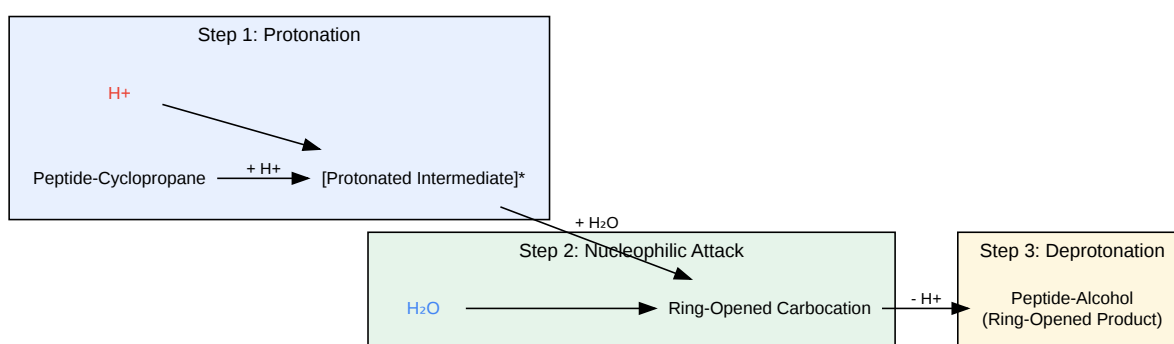 Step 1: Protonation
H+
Peptide-Cyclopropane
+ H+
[Protonated Intermediate]*
+ H₂O
Step 2: Nucleophilic Attack
H₂O
Ring-Opened Carbocation
- H+
Step 3: Deprotonation
Peptide-Alcohol
(Ring-Opened Product)